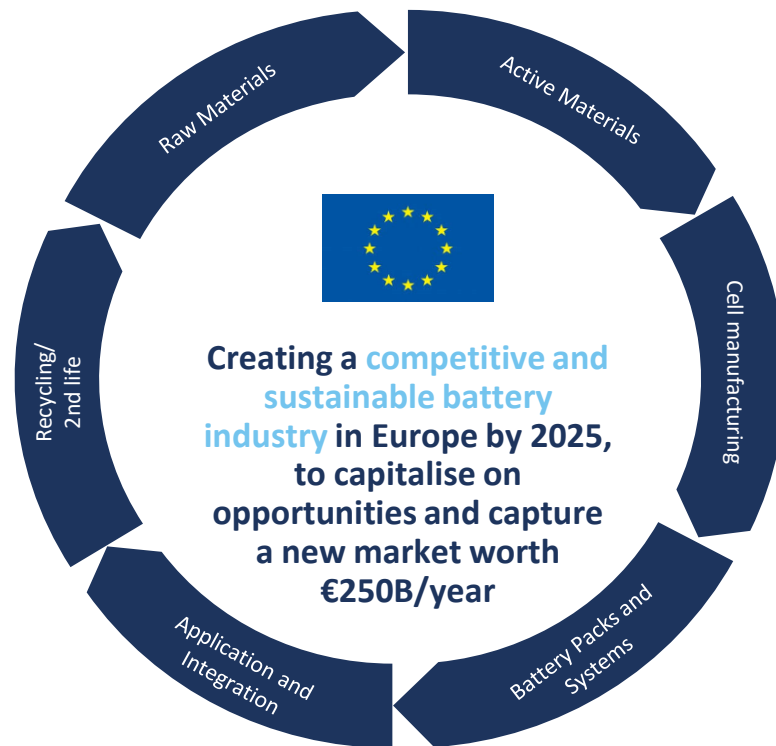 Raw Materials
Active Materials
Cell manufacturing
Battery Packs and
Systems
Application and
Integration
Recycling/
2nd life
Creating a competitive and
sustainable battery
industry in Europe by 2025,
to capitalise on
opportunities and capture
a new market worth
€250B/year